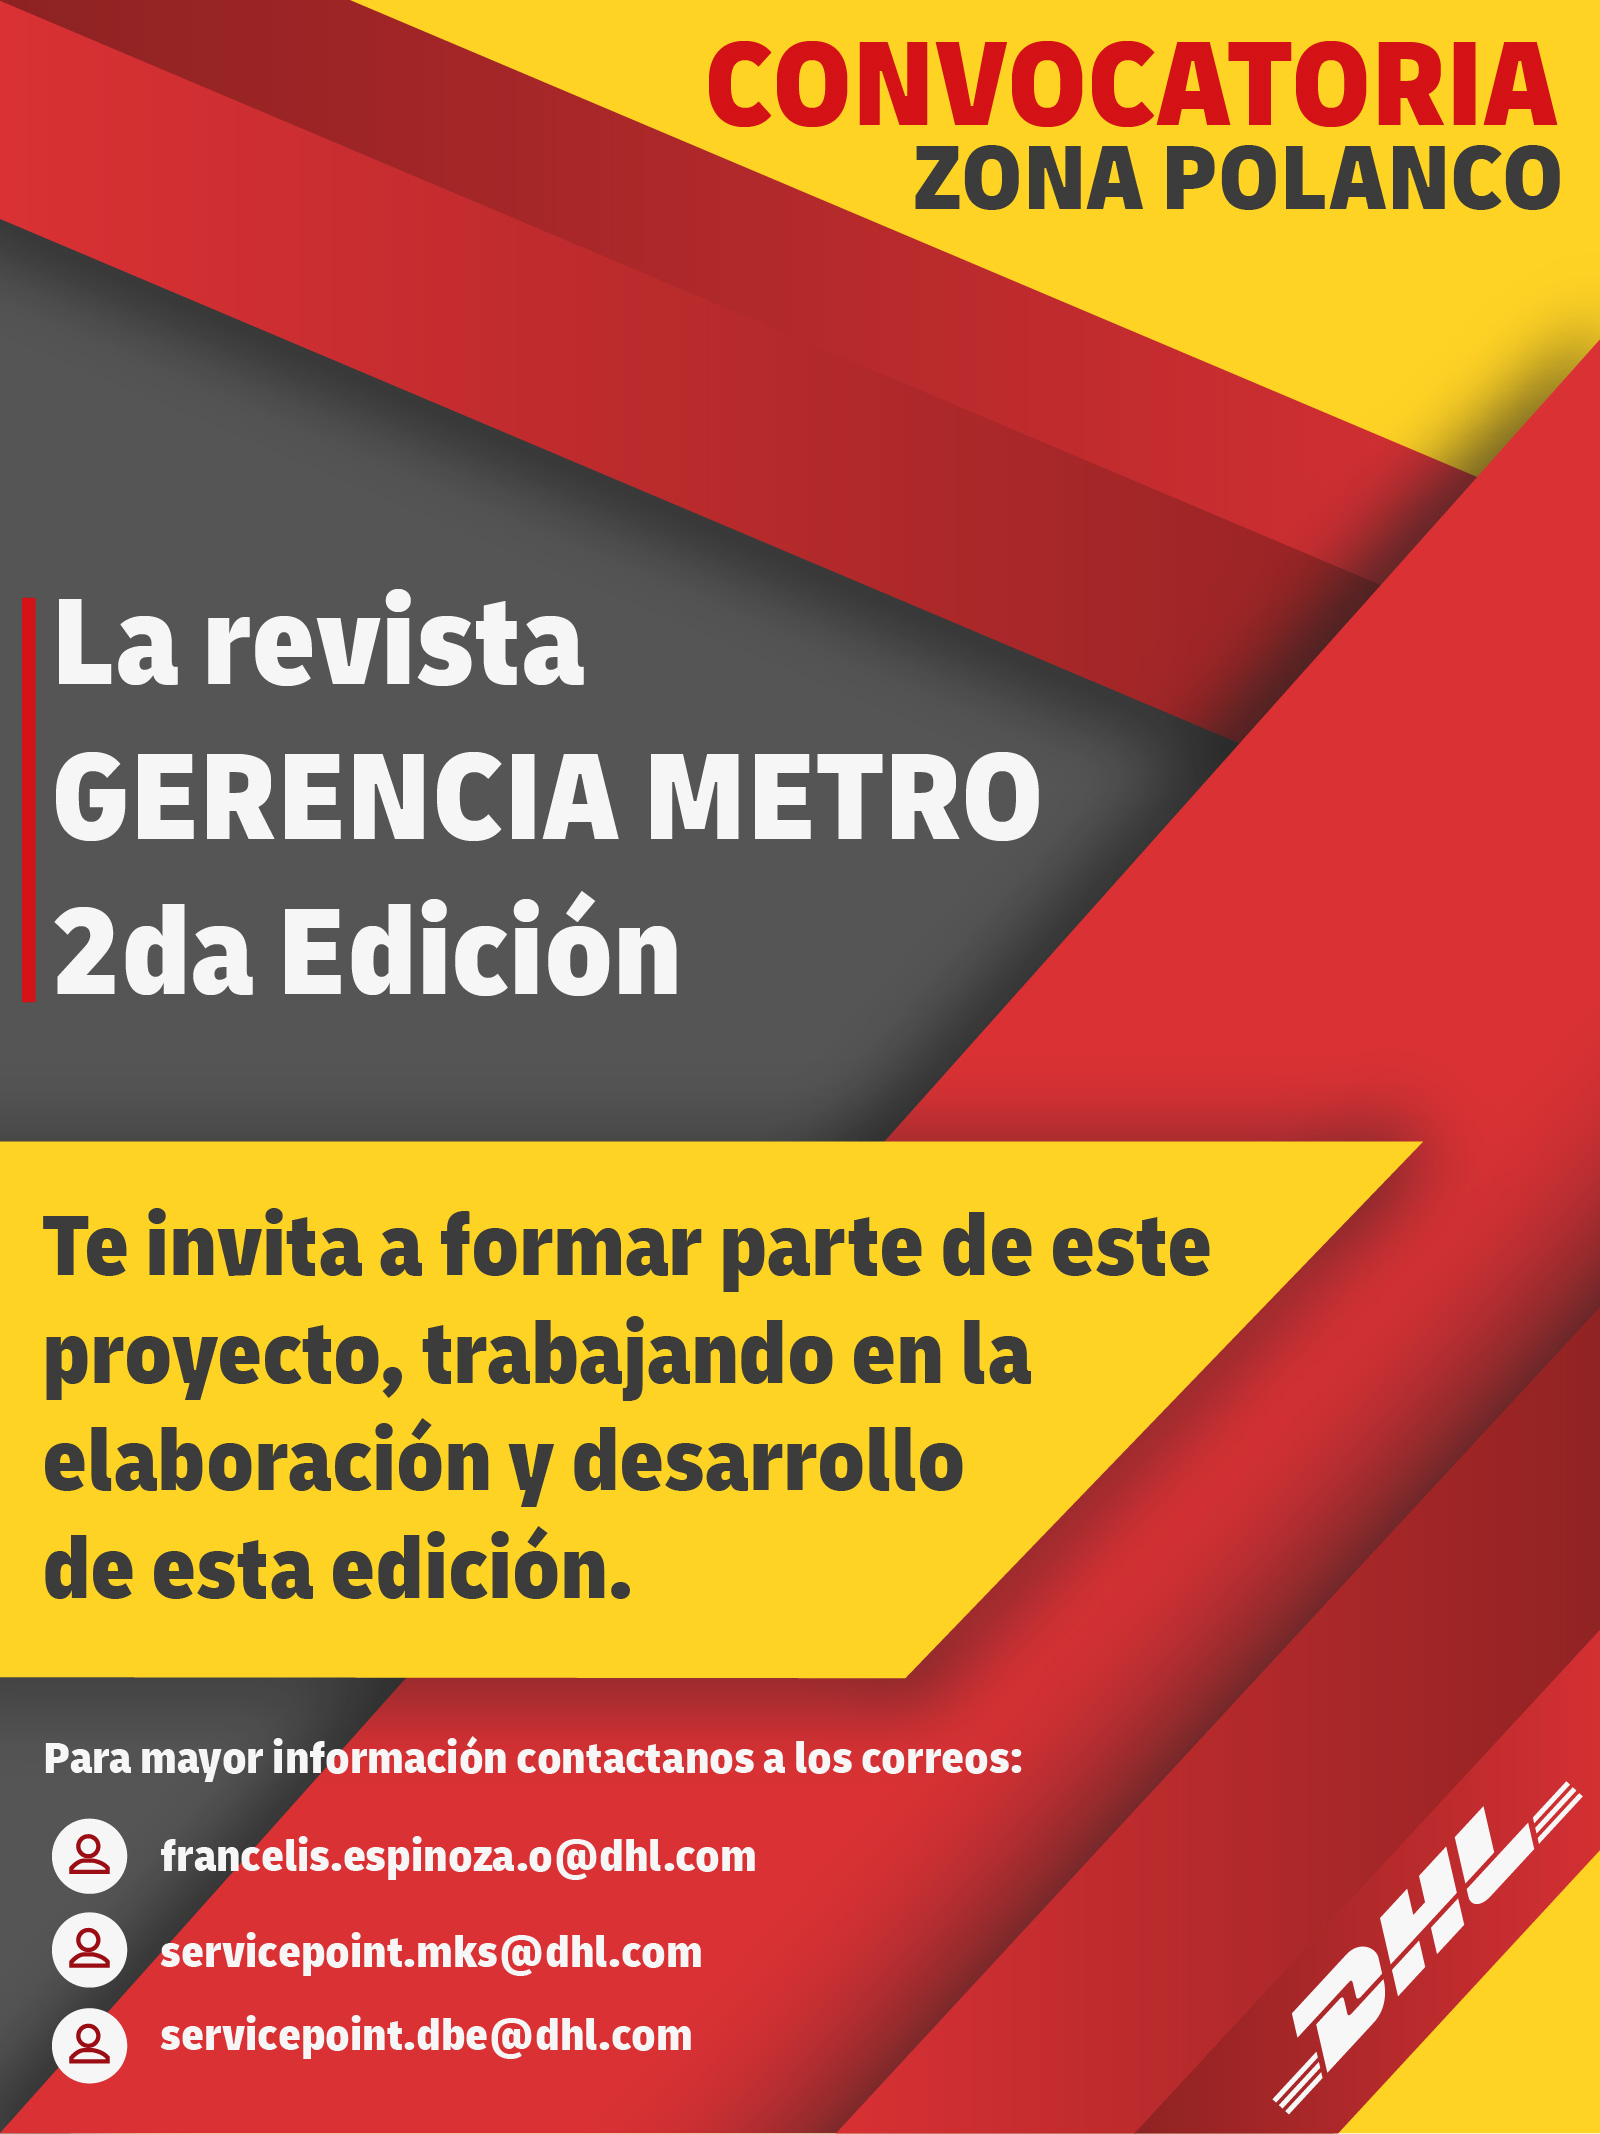 CONVOCATORIA
ZONA POLANCO
La revista
GERENCIA METRO
2da Edición
Te invita a formar parte de este
proyecto, trabajando en la
elaboración y desarrollo
de esta edición.
Para mayor información contactanos a los correos:
francelis.espinoza.o@dhl.com
servicepoint.mks@dhl.com
servicepoint.dbe@dhl.com
DHL